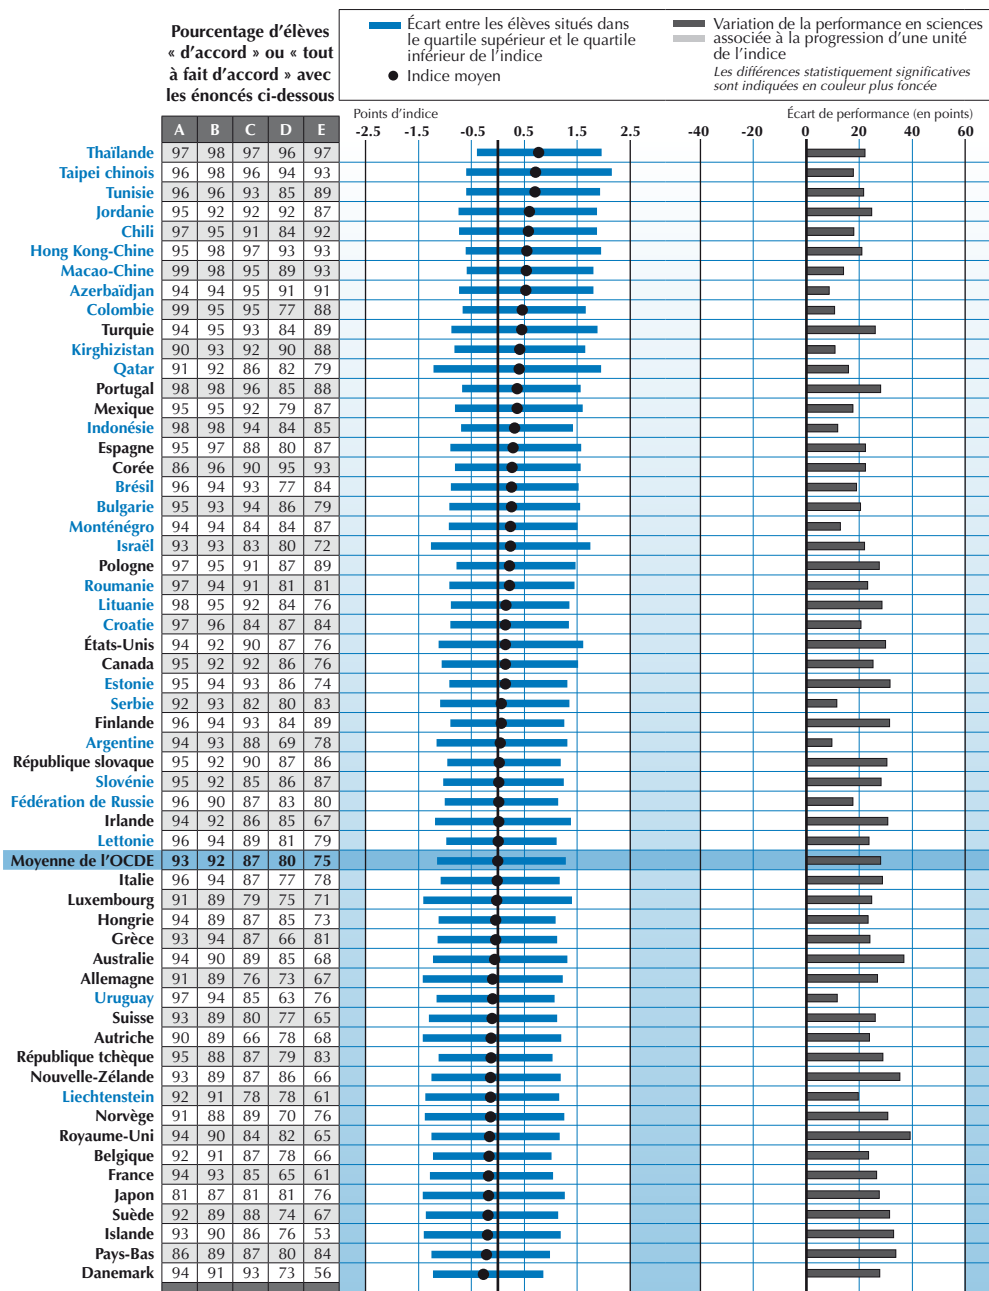 Pourcentage d'élèves
« d'accord » ou « tout
à fait d'accord » avec
les énoncés ci-dessous
Écart entre les élèves situés dans
le quartile supérieur et le quartile
inférieur de l'indice
Indice moyen
Variation de la performance en sciences
associée à la progression d'une unité
de l'indice
Les différences statistiquement significatives
sont indiquées en couleur plus foncée
Points d'indice
Écart de performance (en points)
A B C D E -2.5 -1.5 -0.5 0.5 1.5 2.5 -40 -20 0 20 40 60
Thaïlande 97 98 97 96 97
Taipei chinois 96 98 96 94 93
Tunisie 96 96 93 85 89
Jordanie 95 92 92 92 87
Chili 97 95 91 84 92
Hong Kong-Chine 95 98 97 93 93
Macao-Chine 99 98 95 89 93
Azerbaïdjan 94 94 95 91 91
Colombie 99 95 95 77 88
Turquie 94 95 93 84 89
Kirghizistan 90 93 92 90 88
Qatar 91 92 86 82 79
Portugal 98 98 96 85 88
Mexique 95 95 92 79 87
Indonésie 98 98 94 84 85
Espagne 95 97 88 80 87
Corée 86 96 90 95 93
Brésil 96 94 93 77 84
Bulgarie 95 93 94 86 79
Monténégro 94 94 84 84 87
Israël 93 93 83 80 72
Pologne 97 95 91 87 89
Roumanie 97 94 91 81 81
Lituanie 98 95 92 84 76
Croatie 97 96 84 87 84
États-Unis 94 92 90 87 76
Canada 95 92 92 86 76
Estonie 95 94 93 86 74
Serbie 92 93 82 80 83
Finlande 96 94 93 84 89
Argentine 94 93 88 69 78
République slovaque 95 92 90 87 86
Slovénie 95 92 85 86 87
Fédération de Russie 96 90 87 83 80
Irlande 94 92 86 85 67
Lettonie 96 94 89 81 79
Moyenne de l'OCDE 93 92 87 80 75
Italie 96 94 87 77 78
Luxembourg 91 89 79 75 71
Hongrie 94 89 87 85 73
Grèce 93 94 87 66 81
Australie 94 90 89 85 68
Allemagne 91 89 76 73 67
Uruguay 97 94 85 63 76
Suisse 93 89 80 77 65
Autriche 90 89 66 78 68
République tchèque 95 88 87 79 83
Nouvelle-Zélande 93 89 87 86 66
Liechtenstein 92 91 78 78 61
Norvège 91 88 89 70 76
Royaume-Uni 94 90 84 82 65
Belgique 92 91 87 78 66
France 94 93 85 65 61
Japon 81 87 81 81 76
Suède 92 89 88 74 67
Islande 93 90 86 76 53
Pays-Bas 86 89 87 80 84
Danemark 94 91 93 73 56